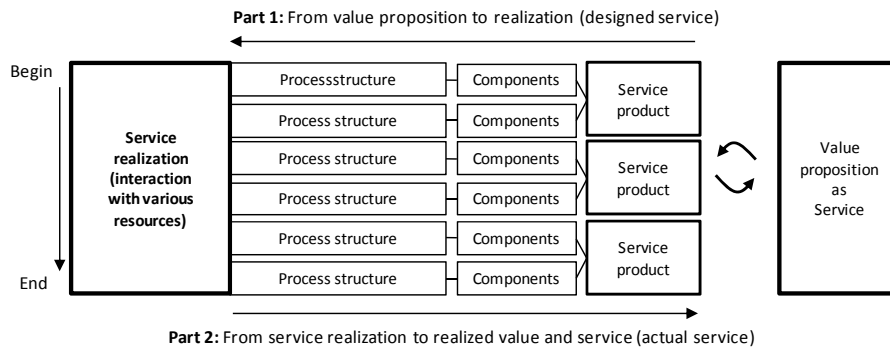 Part 1: From value proposition to realization (designed service)
Begin
Service
realization
(interaction
with various
resources)
End
Processstructure
Components
Process structure
Components
Service
product
Process structure
Components
Process structure
Components
Service
product
Process structure
Components
Process structure
Components
Service
product
Value
proposition
as
Service
Part 2: From service realization to realized value and service (actual service)